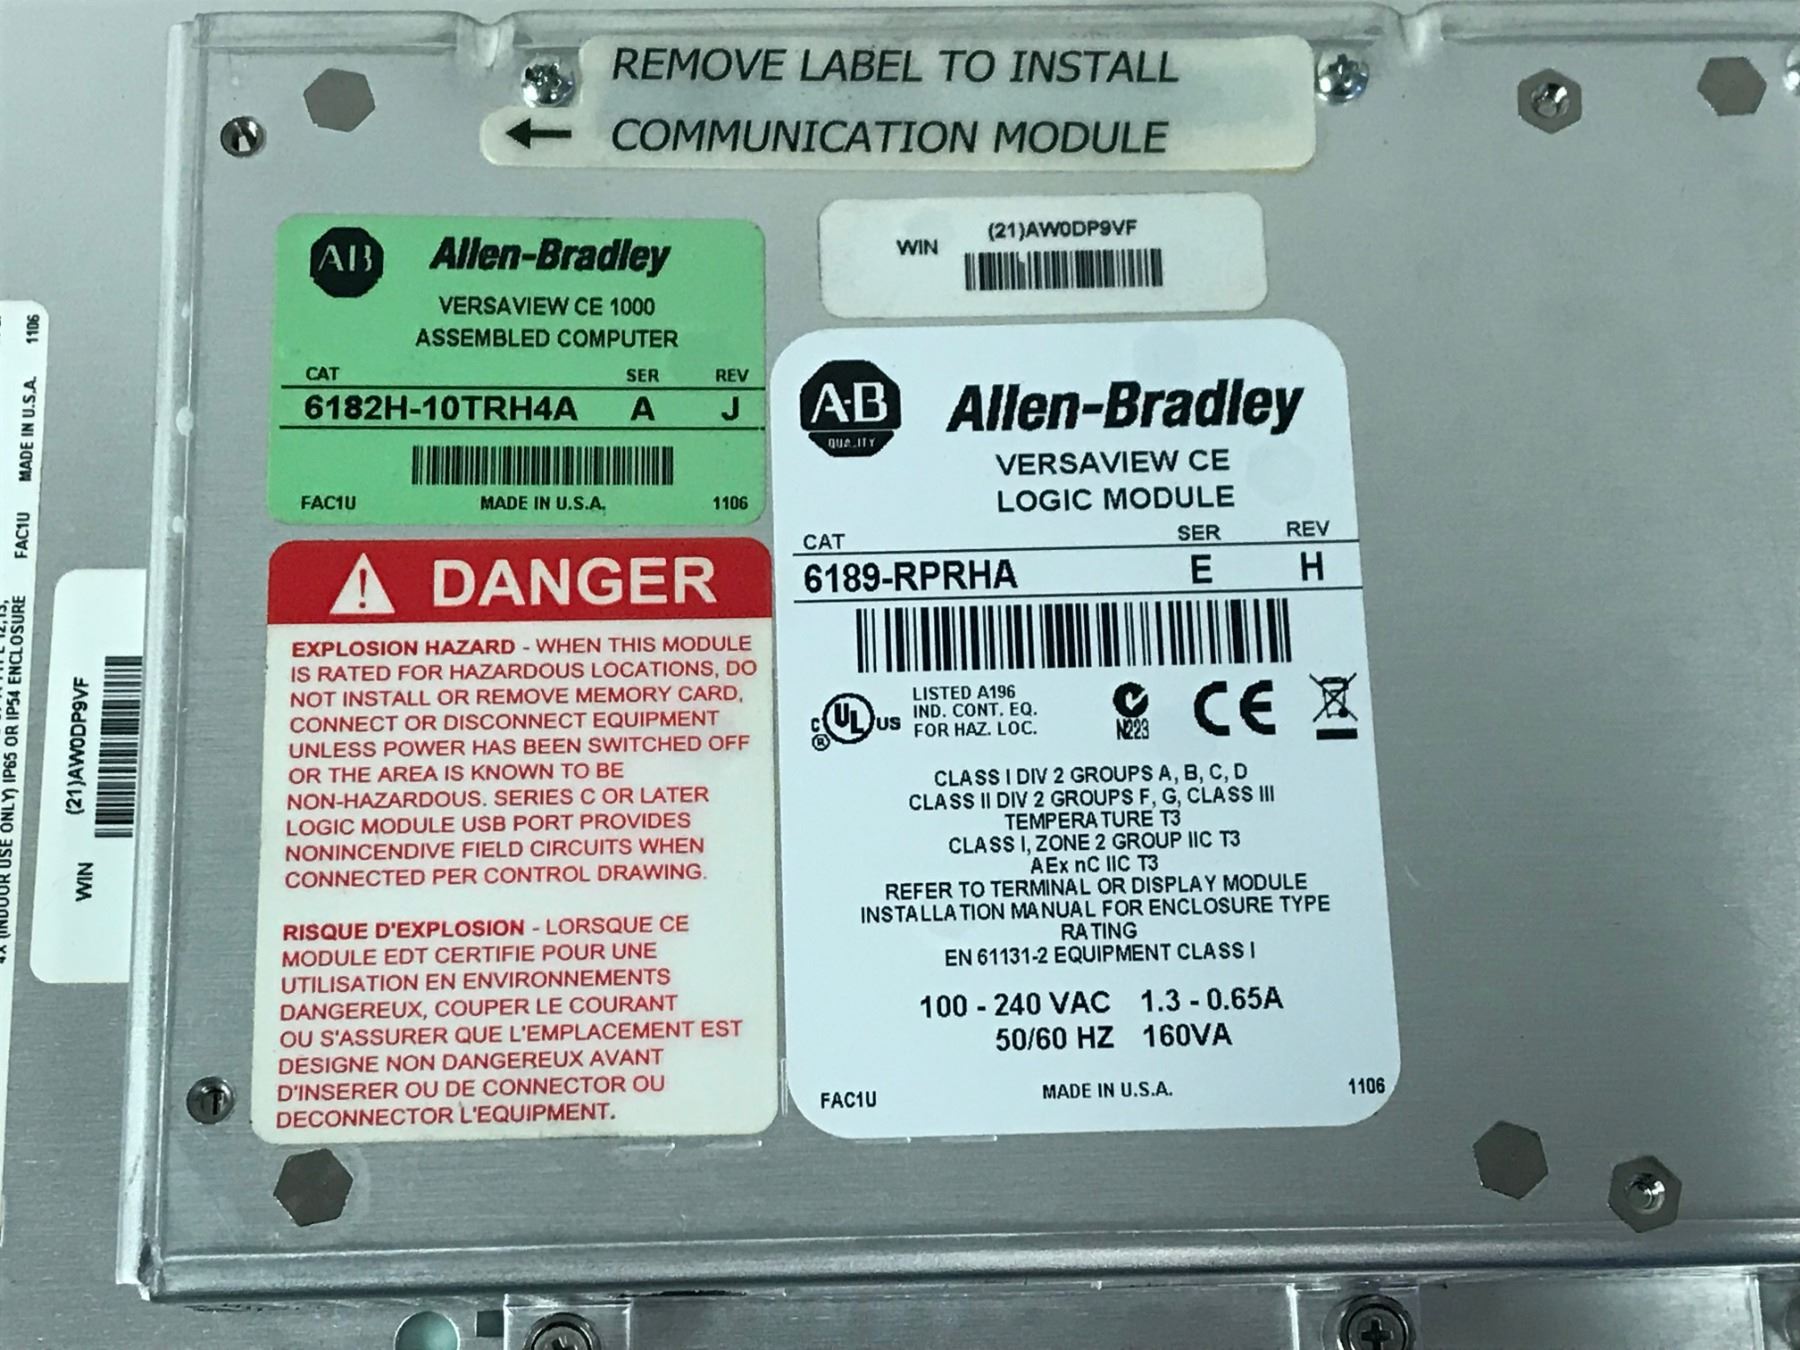 REMOVE LABEL TO INSTALL
← COMMUNICATION MODULE
AB Allen-Bradley
VERSAVIEW CE 1000
ASSEMBLED COMPUTER
CAT SER REV
6182H-10TRH4A A J
FAC1U MADE IN U.S.A. 1106
WIN (21)AW0DP9VF
A-B QUALITY
Allen-Bradley
VERSAVIEW CE
LOGIC MODULE
CAT SER REV
6189-RPRHA E H
c UL us ® LISTED A196
IND. CONT. EQ.
FOR HAZ. LOC.
N223
CE
CLASS I DIV 2 GROUPS A, B, C, D
CLASS II DIV 2 GROUPS F, G, CLASS III
TEMPERATURE T3
CLASS I, ZONE 2 GROUP IIC T3
AEx nC IIC T3
REFER TO TERMINAL OR DISPLAY MODULE
INSTALLATION MANUAL FOR ENCLOSURE TYPE
RATING
EN 61131-2 EQUIPMENT CLASS I
100 - 240 VAC 1.3 - 0.65A
50/60 HZ 160VA
FAC1U MADE IN U.S.A. 1106
DANGER
EXPLOSION HAZARD - WHEN THIS MODULE
IS RATED FOR HAZARDOUS LOCATIONS, DO
NOT INSTALL OR REMOVE MEMORY CARD,
CONNECT OR DISCONNECT EQUIPMENT
UNLESS POWER HAS BEEN SWITCHED OFF
OR THE AREA IS KNOWN TO BE
NON-HAZARDOUS. SERIES C OR LATER
LOGIC MODULE USB PORT PROVIDES
NONINCENDIVE FIELD CIRCUITS WHEN
CONNECTED PER CONTROL DRAWING.
RISQUE D'EXPLOSION - LORSQUE CE
MODULE EDT CERTIFIE POUR UNE
UTILISATION EN ENVIRONNEMENTS
DANGEREUX, COUPER LE COURANT
OU S'ASSURER QUE L'EMPLACEMENT EST
DESIGNE NON DANGEREUX AVANT
D'INSERER OU DE CONNECTOR OU
DECONNECTOR L'EQUIPMENT.
WIN (21)AW0DP9VF
4X (INDOUR USE ONLY) IP65 OR IP54 ENCLOSURE
FAC1U MADE IN U.S.A. 1106